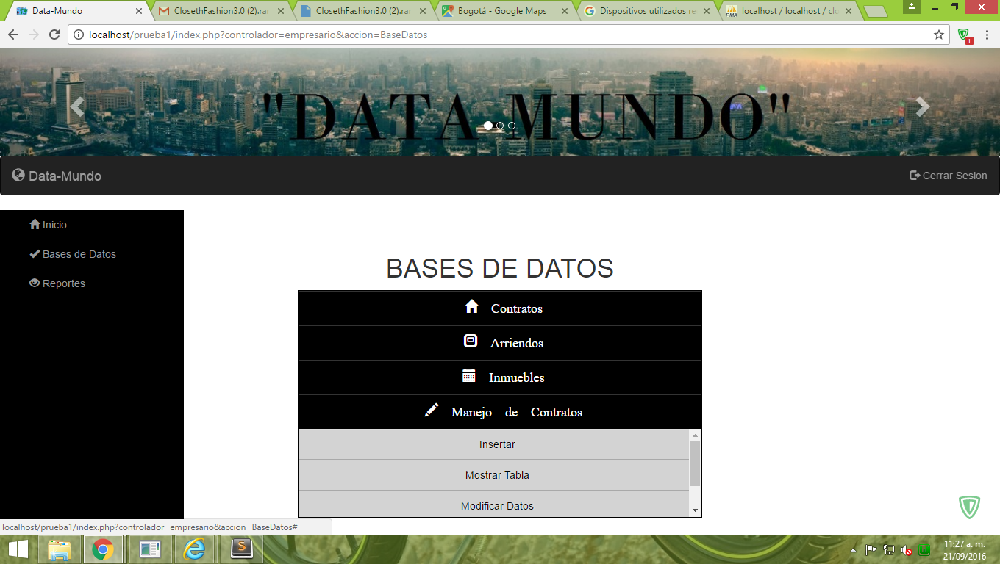 Data-Mundo
ClosethFashion3.0 (2).rar
ClosethFashion3.0 (2).rar
Bogotá - Google Maps
Dispositivos utilizados re
localhost / localhost / clo
localhost/prueba1/index.php?controlador=empresario&accion=BaseDatos
1
"DATA MUNDO"
Data-Mundo
Cerrar Sesion
Inicio
Bases de Datos
Reportes
BASES DE DATOS
Contratos
Arriendos
Inmuebles
Manejo de Contratos
Insertar
Mostrar Tabla
Modificar Datos
localhost/prueba1/index.php?controlador=empresario&accion=BaseDatos#
11:27 a. m.
21/09/2016